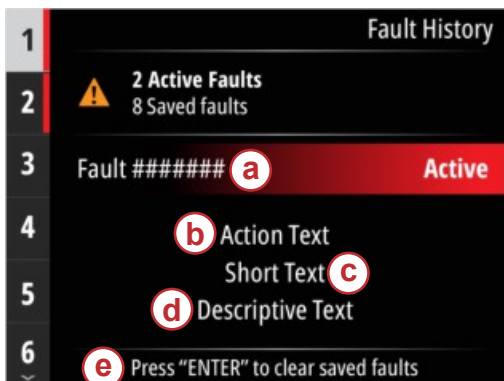 Fault History
1
2 Active Faults
2
8 Saved faults
3
Fault ####### a Active
4
b Action Text
Short Text c
5
d Descriptive Text
6
e Press "ENTER" to clear saved faults